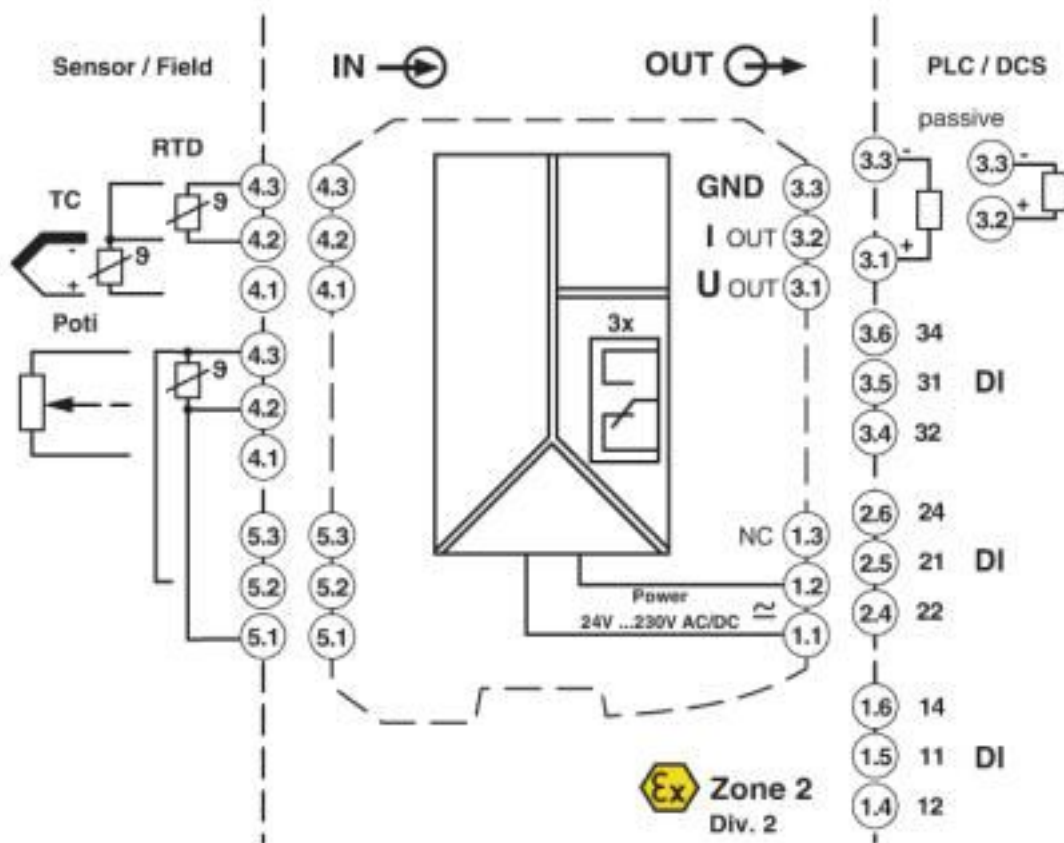 Sensor / Field
IN
OUT
PLC / DCS
passive
RTD
TC
ϑ
ϑ
-
+
4.3
4.2
4.1
4.3
4.2
4.1
GND 3.3
I OUT 3.2
U OUT 3.1
3.3 -
3.1 +
3.3 -
3.2 +
Poti
ϑ
4.3
4.2
4.1
3x
3.6 34
3.5 31 DI
3.4 32
5.3
5.2
5.1
5.3
5.2
5.1
NC 1.3
1.2
Power
24V ...230V AC/DC
1.1
2.6 24
2.5 21 DI
2.4 22
1.6 14
1.5 11 DI
1.4 12
Ex Zone 2
Div. 2